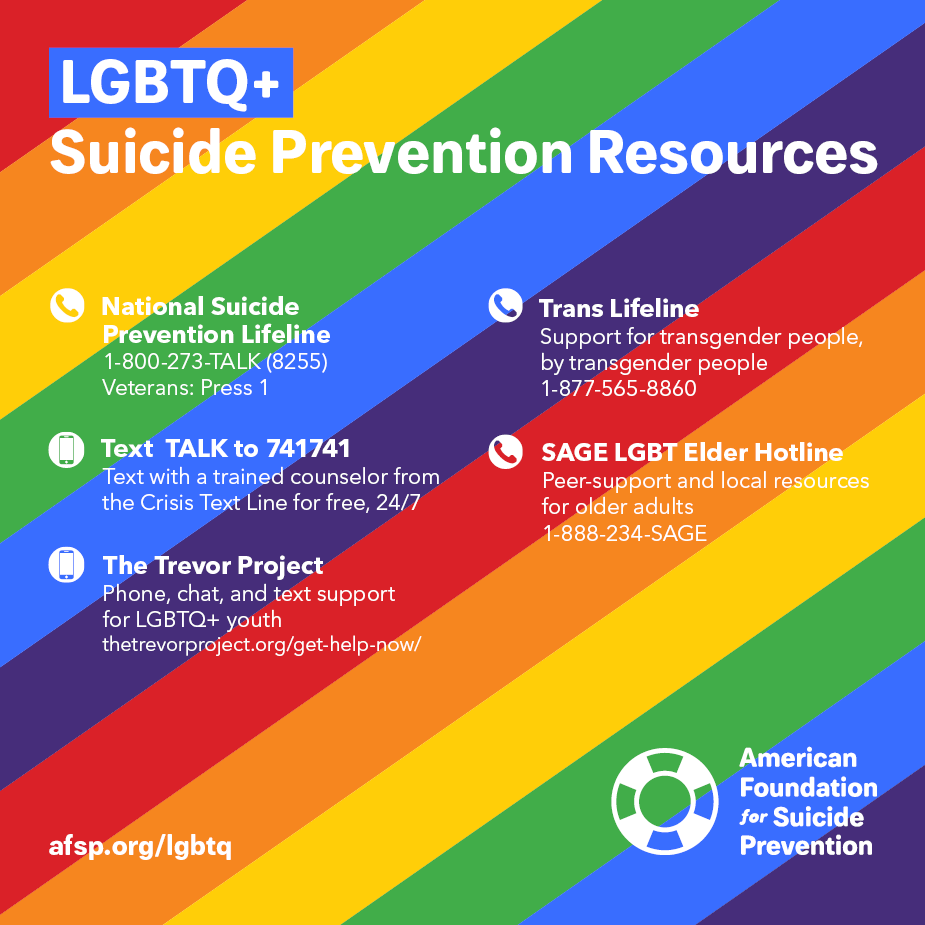 LGBTQ+
Suicide Prevention Resources
National Suicide
Prevention Lifeline
1-800-273-TALK (8255)
Veterans: Press 1
Text TALK to 741741
Text with a trained counselor from
the Crisis Text Line for free, 24/7
The Trevor Project
Phone, chat, and text support
for LGBTQ+ youth
thetrevorproject.org/get-help-now/
Trans Lifeline
Support for transgender people,
by transgender people
1-877-565-8860
SAGE LGBT Elder Hotline
Peer-support and local resources
for older adults
1-888-234-SAGE
afsp.org/lgbtq
American
Foundation
for Suicide
Prevention